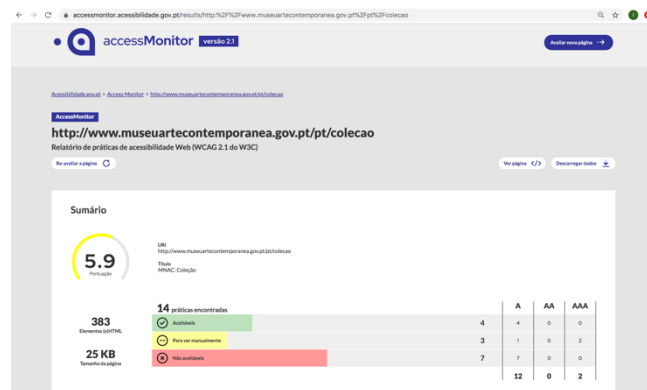 accessmonitor.acessibilidade.gov.pt/results/http:%2F%2Fwww.museuartecontemporanea.gov.pt%2Fpt%2Fcolecao
accessMonitor versão 2.1
Avaliar nova página
Acessibilidade.gov.pt > Access Monitor > http://www.museuartecontemporanea.gov.pt/pt/colecao
AccessMonitor
http://www.museuartecontemporanea.gov.pt/pt/colecao
Relatório de práticas de acessibilidade Web (WCAG 2.1 do W3C)
Re-avaliar a página
Ver página </>
Descarregar dados
Sumário
5.9
Pontuação
URI
http://www.museuartecontemporanea.gov.pt/pt/colecao
Título
MNAC: Coleção
383
Elementos (x)HTML
25 KB
Tamanho da página
14 práticas encontradas
A AA AAA
Aceitáveis 4 4 0 0
Para ver manualmente 3 1 0 2
Não aceitáveis 7 7 0 0
12 0 2